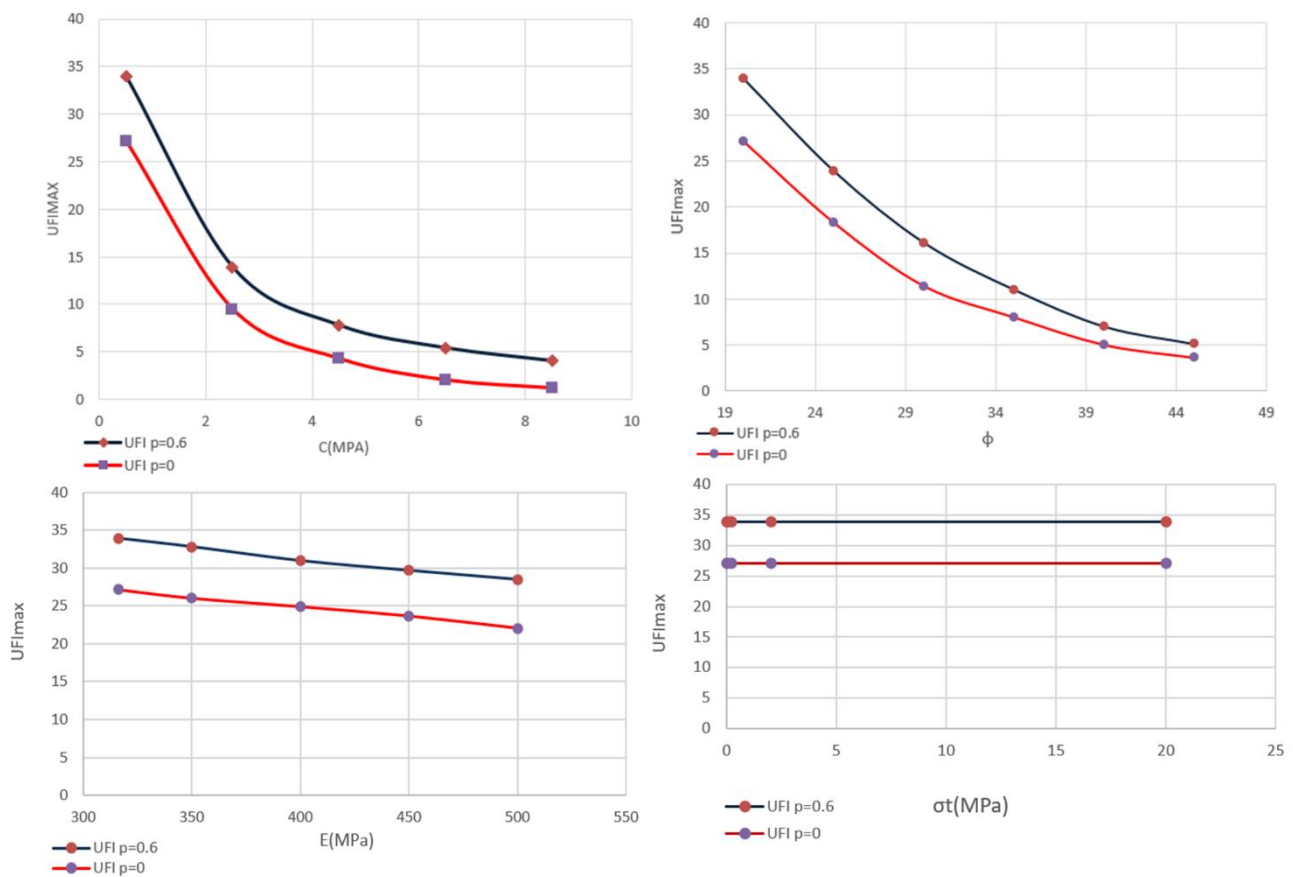 40
35
30
25
20
15
10
5
0
UFIMAX
0 2 4 6 8 10
C(MPA)
UFI p=0.6
UFI p=0
40
35
30
25
20
15
10
5
0
UFImax
19 24 29 34 39 44 49
ϕ
UFI p=0.6
UFI p=0
40
35
30
25
20
15
10
5
0
UFImax
300 350 400 450 500 550
E(MPa)
UFI p=0.6
UFI p=0
40
35
30
25
20
15
10
5
0
UFImax
0 5 10 15 20 25
σt(MPa)
UFI p=0.6
UFI p=0